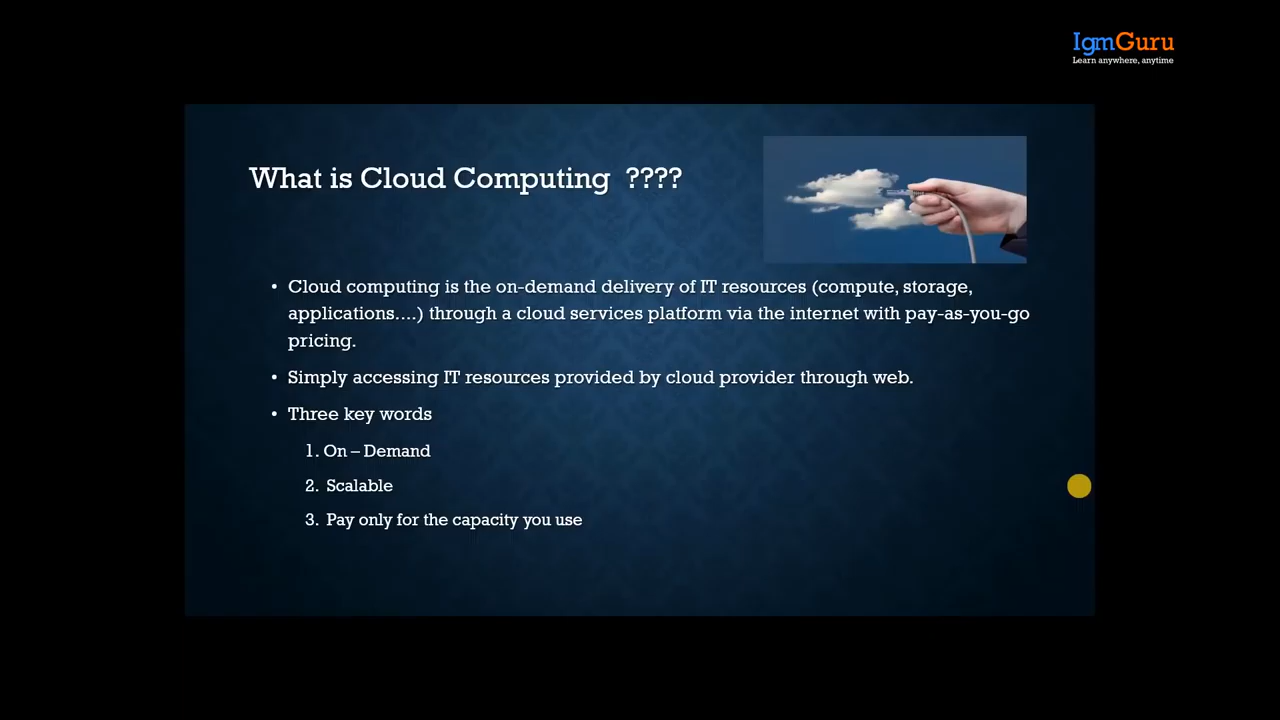 IgmGuru
Learn anywhere, anytime
What is Cloud Computing ????
• Cloud computing is the on-demand delivery of IT resources (compute, storage,
applications....) through a cloud services platform via the internet with pay-as-you-go
pricing.
• Simply accessing IT resources provided by cloud provider through web.
• Three key words
1. On – Demand
2. Scalable
3. Pay only for the capacity you use